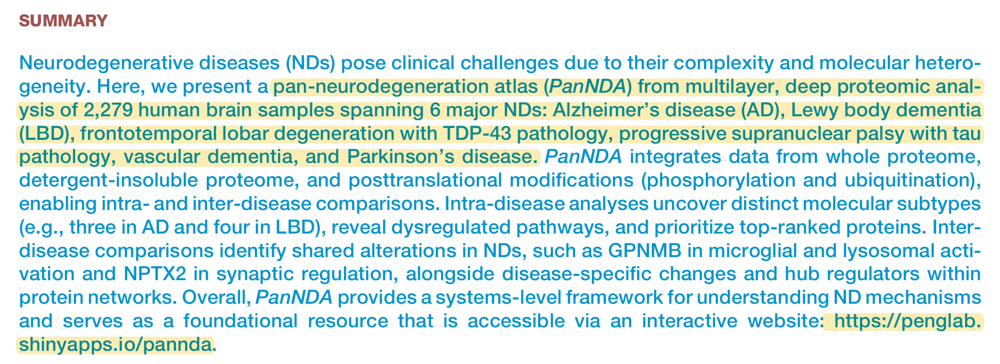 SUMMARY
Neurodegenerative diseases (NDs) pose clinical challenges due to their complexity and molecular hetero-
geneity. Here, we present a pan-neurodegeneration atlas (PanNDA) from multilayer, deep proteomic anal-
ysis of 2,279 human brain samples spanning 6 major NDs: Alzheimer's disease (AD), Lewy body dementia
(LBD), frontotemporal lobar degeneration with TDP-43 pathology, progressive supranuclear palsy with tau
pathology, vascular dementia, and Parkinson's disease. PanNDA integrates data from whole proteome,
detergent-insoluble proteome, and posttranslational modifications (phosphorylation and ubiquitination),
enabling intra- and inter-disease comparisons. Intra-disease analyses uncover distinct molecular subtypes
(e.g., three in AD and four in LBD), reveal dysregulated pathways, and prioritize top-ranked proteins. Inter-
disease comparisons identify shared alterations in NDs, such as GPNMB in microglial and lysosomal acti-
vation and NPTX2 in synaptic regulation, alongside disease-specific changes and hub regulators within
protein networks. Overall, PanNDA provides a systems-level framework for understanding ND mechanisms
and serves as a foundational resource that is accessible via an interactive website: https://penglab.
shinyapps.io/pannda.